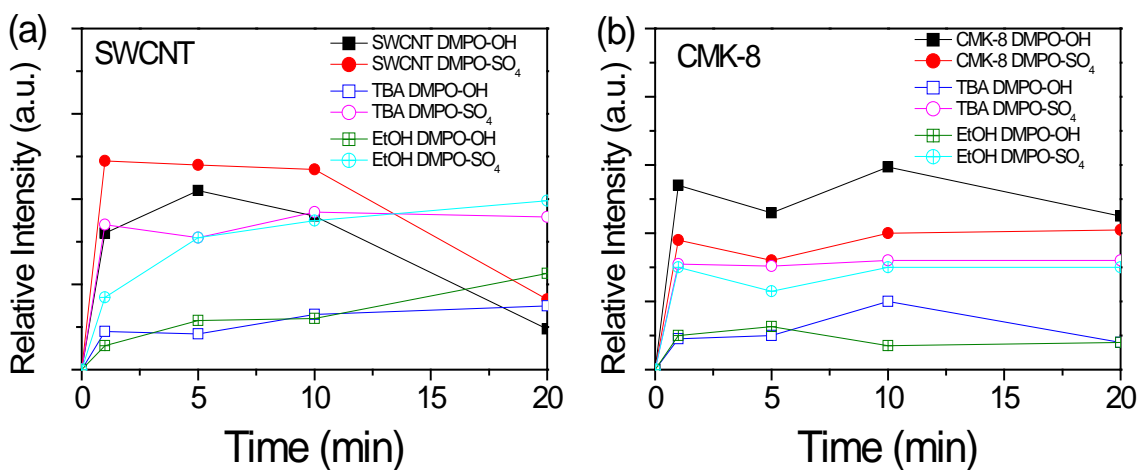 (a)
SWCNT
SWCNT DMPO-OH
SWCNT DMPO-SO₄
TBA DMPO-OH
TBA DMPO-SO₄
EtOH DMPO-OH
EtOH DMPO-SO₄
Relative Intensity (a.u.)
0 5 10 15 20
Time (min)
(b)
CMK-8
CMK-8 DMPO-OH
CMK-8 DMPO-SO₄
TBA DMPO-OH
TBA DMPO-SO₄
EtOH DMPO-OH
EtOH DMPO-SO₄
Relative Intensity (a.u.)
0 5 10 15 20
Time (min)